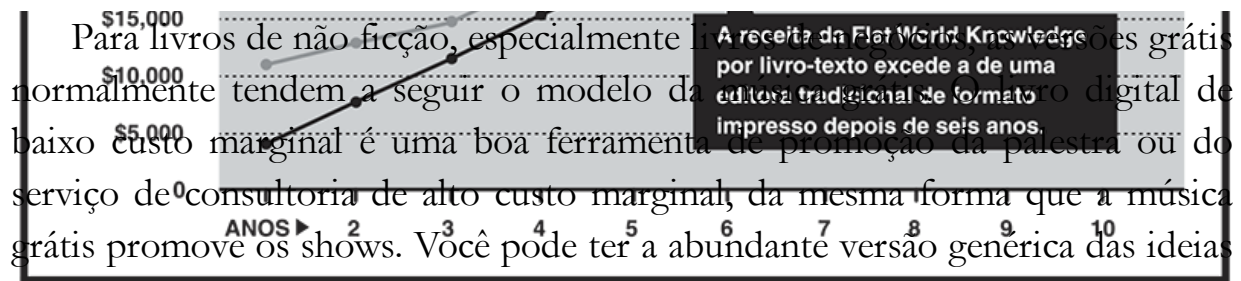 $15,000
$10,000
$5,000
0
ANOS ▶ 2 3 4 5 6 7 8 9 10
A receita da Flat World Knowledge
por livro-texto excede a de uma
editora tradicional de formato
impresso depois de seis anos.
Para livros de não ficção, especialmente livros de negócios, as versões grátis
normalmente tendem a seguir o modelo da música grátis. O livro digital de
baixo custo marginal é uma boa ferramenta de promoção da palestra ou do
serviço de consultoria de alto custo marginal, da mesma forma que a música
grátis promove os shows. Você pode ter a abundante versão genérica das ideias